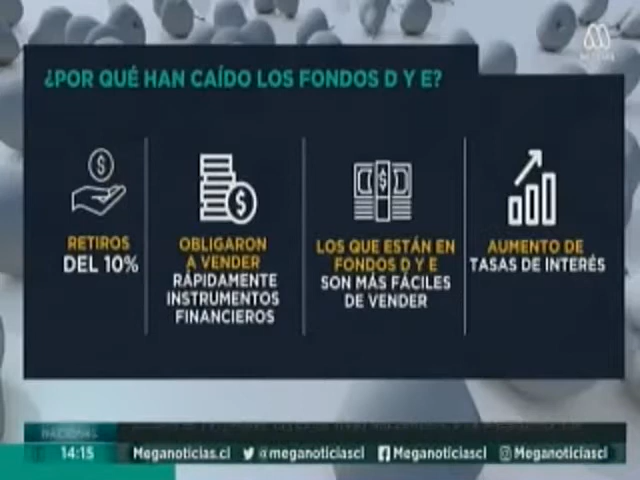 ¿POR QUÉ HAN CAÍDO LOS FONDOS D Y E?
RETIROS
DEL 10%
OBLIGARON
A VENDER
RÁPIDAMENTE
INSTRUMENTOS
FINANCIEROS
LOS QUE ESTÁN EN
FONDOS D Y E
SON MÁS FÁCILES
DE VENDER
AUMENTO DE
TASAS DE INTERÉS
NACIONAL
14:15
Meganoticias.cl @meganoticiascl Meganoticiascl Meganoticiascl